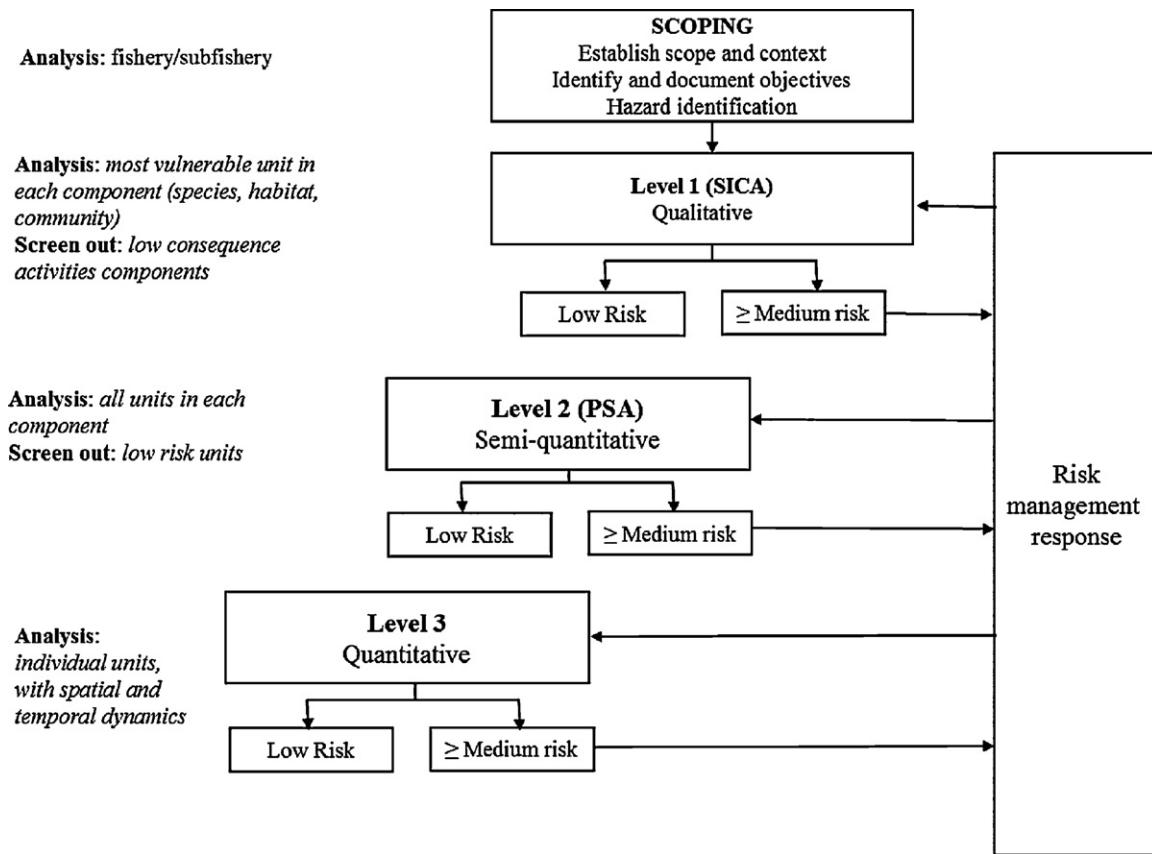 SCOPING
Establish scope and context
Identify and document objectives
Hazard identification
Analysis: fishery/subfishery
Analysis: most vulnerable unit in
each component (species, habitat,
community)
Screen out: low consequence
activities components
Level 1 (SICA)
Qualitative
Low Risk
≥ Medium risk
Analysis: all units in each
component
Screen out: low risk units
Level 2 (PSA)
Semi-quantitative
Low Risk
≥ Medium risk
Risk
management
response
Analysis:
individual units,
with spatial and
temporal dynamics
Level 3
Quantitative
Low Risk
≥ Medium risk